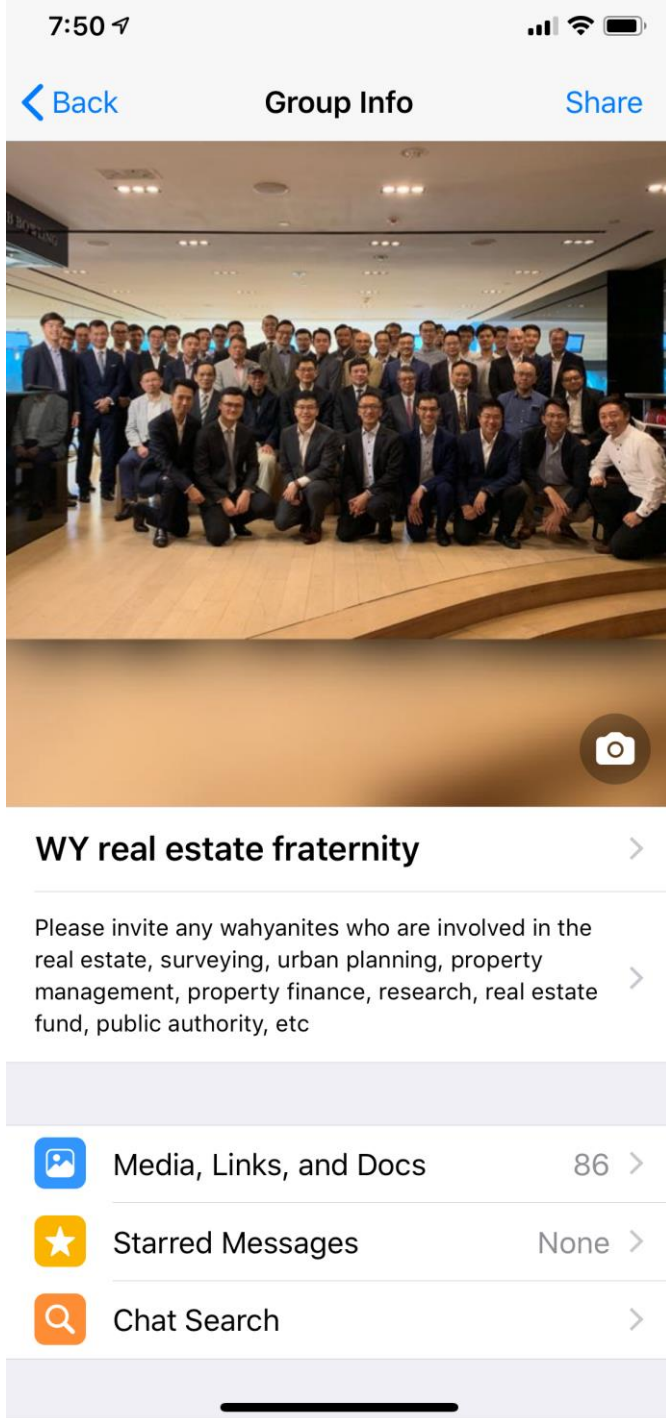 7:50
Back
Group Info
Share
B BOWLING
WY real estate fraternity
Please invite any wahyanites who are involved in the
real estate, surveying, urban planning, property
management, property finance, research, real estate
fund, public authority, etc
Media, Links, and Docs
86
Starred Messages
None
Chat Search